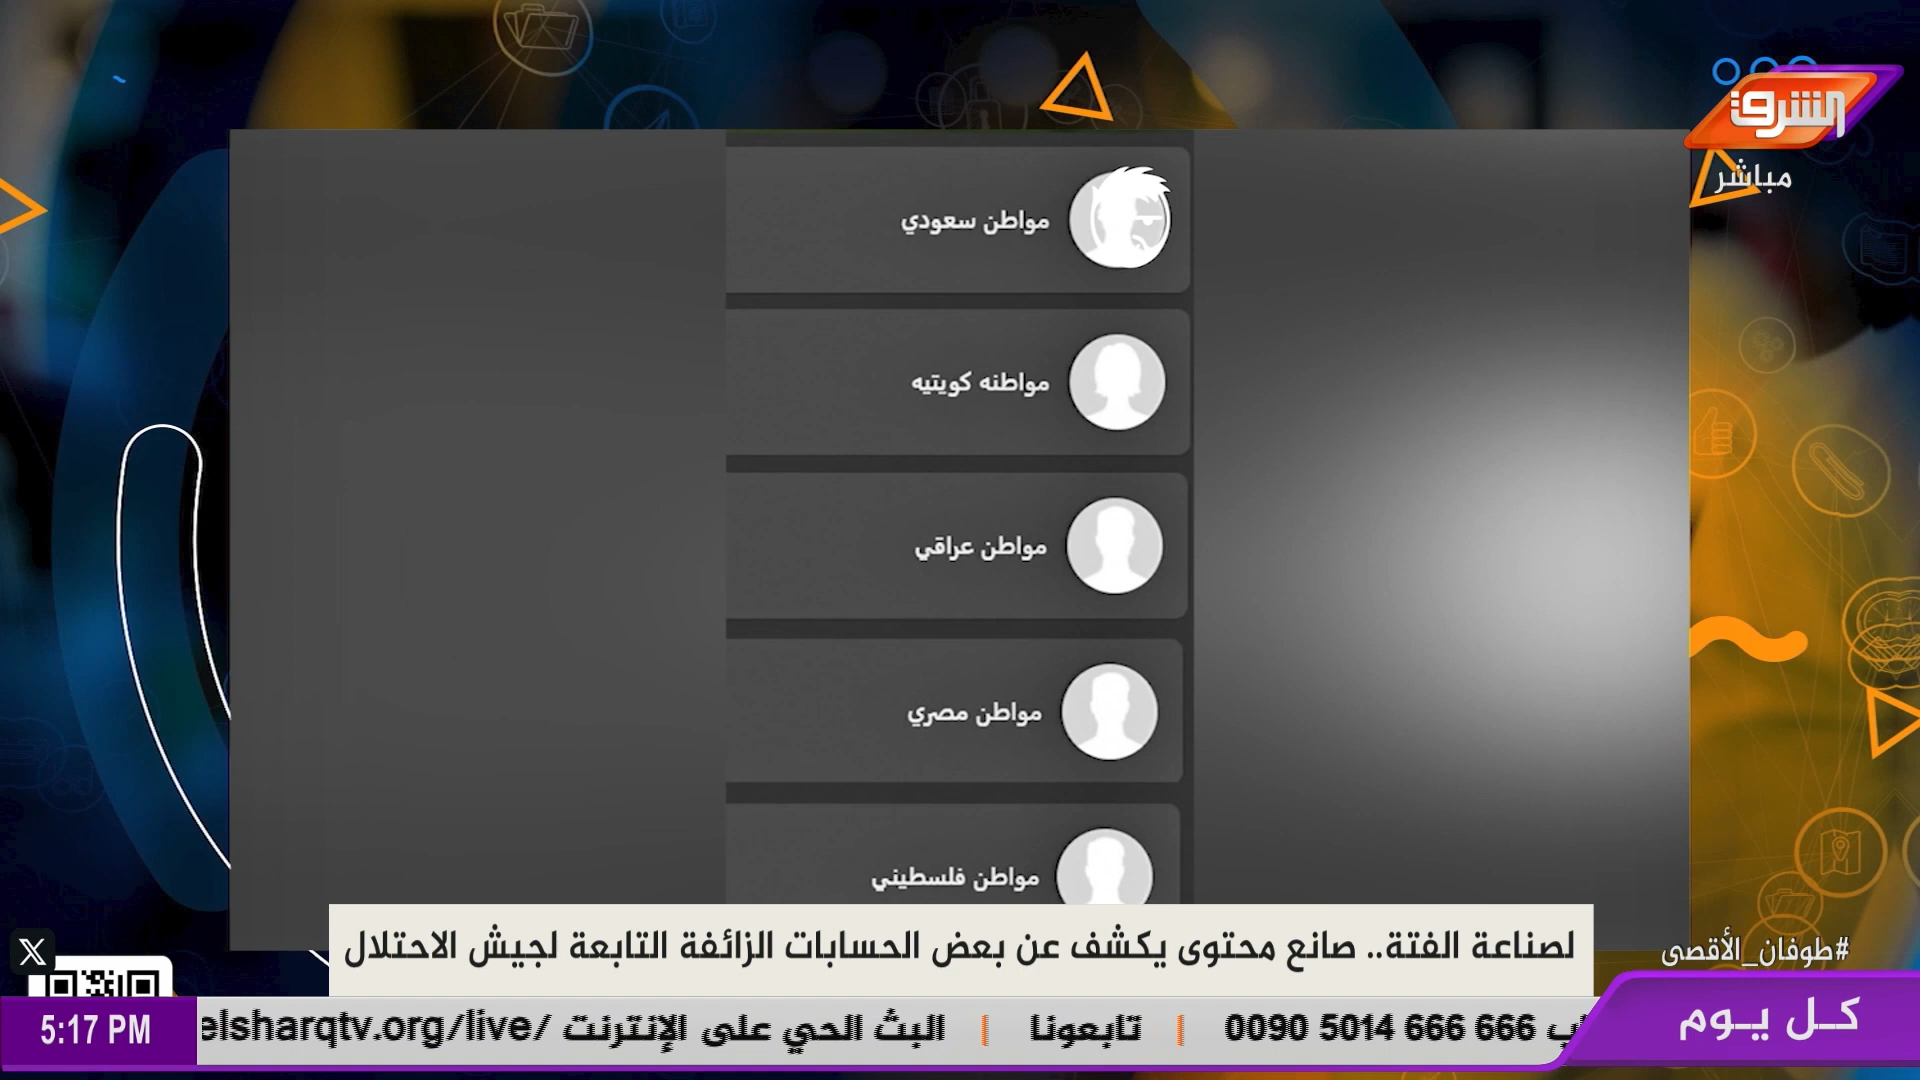 الشرق
مباشر
مواطن سعودي
مواطنه كويتيه
مواطن عراقي
مواطن مصري
مواطن فلسطيني
لصناعة الفتة.. صانع محتوى يكشف عن بعض الحسابات الزائفة التابعة لجيش الاحتلال
#طوفان_الأقصى
كل يوم
0090 5014 666 666 | تابعونا | البث الحي على الإنترنت elsharqtv.org/live/
5:17 PM